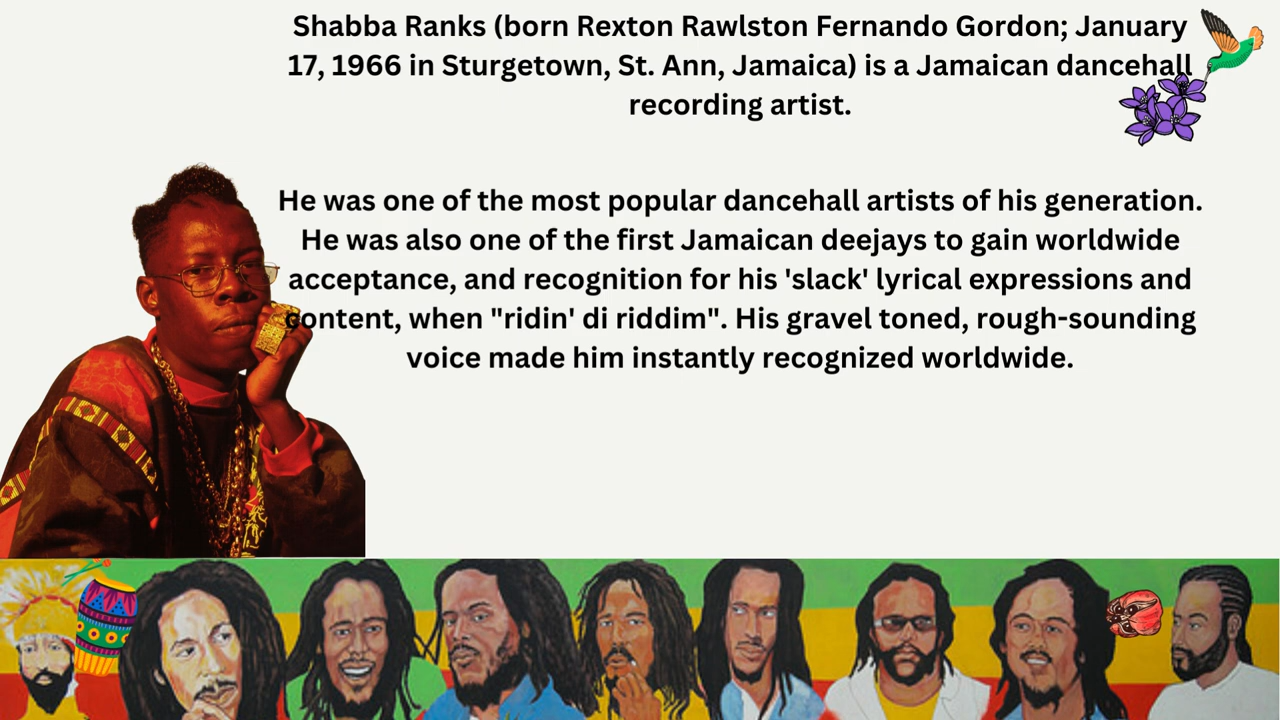 Shabba Ranks (born Rexton Rawlston Fernando Gordon; January
17, 1966 in Sturgetown, St. Ann, Jamaica) is a Jamaican dancehall
recording artist.
He was one of the most popular dancehall artists of his generation.
He was also one of the first Jamaican deejays to gain worldwide
acceptance, and recognition for his 'slack' lyrical expressions and
content, when "ridin' di riddim". His gravel toned, rough-sounding
voice made him instantly recognized worldwide.